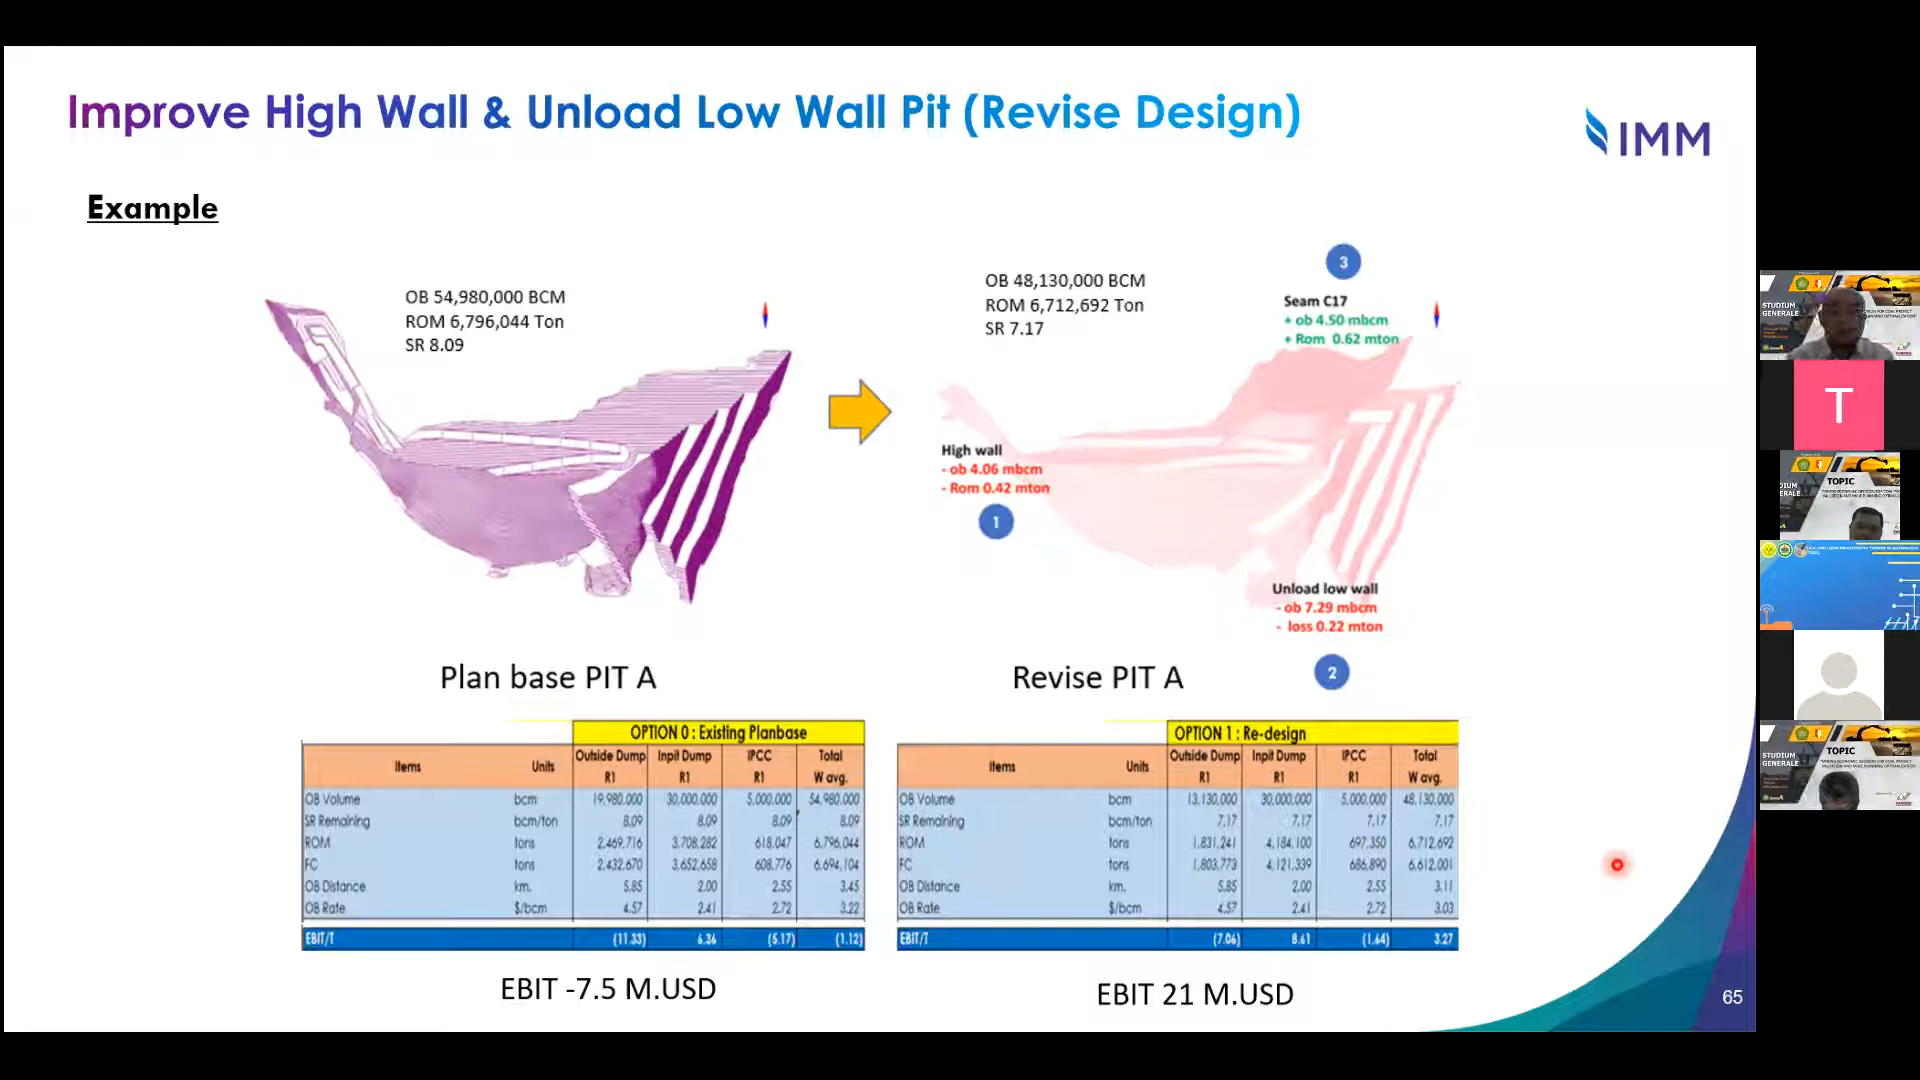 Improve High Wall & Unload Low Wall Pit (Revise Design)
IMM
Example
OB 54,980,000 BCM
ROM 6,796,044 Ton
SR 8.09
OB 48,130,000 BCM
ROM 6,712,692 Ton
SR 7.17
3
Seam C17
+ ob 4.50 mbcm
+ Rom 0.62 mton
High wall
- ob 4.06 mbcm
- Rom 0.42 mton
1
Unload low wall
- ob 7.29 mbcm
- loss 0.22 mton
2
Plan base PIT A
Revise PIT A
OPTION 0 : Existing Planbase
Items Units Outside Dump R1 Inpit Dump R1 IPCC R1 Total W avg.
OB Volume bcm 19,980,000 30,000,000 5,000,000 54,980,000
SR Remaining bcm/ton 8.09 8.09 8.09 8.09
ROM tons 2,469,716 3,708,282 618,047 6,796,044
FC tons 2,432,670 3,652,658 608,776 6,694,104
OB Distance km. 5.85 2.00 2.55 3.45
OB Rate $/bcm 4.57 2.41 2.72 3.22
EBIT/T (11.33) 6.36 (5.17) (1.12)
OPTION 1 : Re-design
Items Units Outside Dump R1 Inpit Dump R1 IPCC R1 Total W avg.
OB Volume bcm 13,130,000 30,000,000 5,000,000 48,130,000
SR Remaining bcm/ton 7.17 7.17 7.17 7.17
ROM tons 1,831,241 4,184,100 697,350 6,712,692
FC tons 1,803,773 4,121,339 686,890 6,612,001
OB Distance km. 5.85 2.00 2.55 3.11
OB Rate $/bcm 4.57 2.41 2.72 3.03
EBIT/T (7.06) 8.61 (1.64) 3.27
EBIT -7.5 M.USD
EBIT 21 M.USD
65
STUDIUM
GENERALE
T
TOPIC
STUDIUM
GENERALE
TOPIC